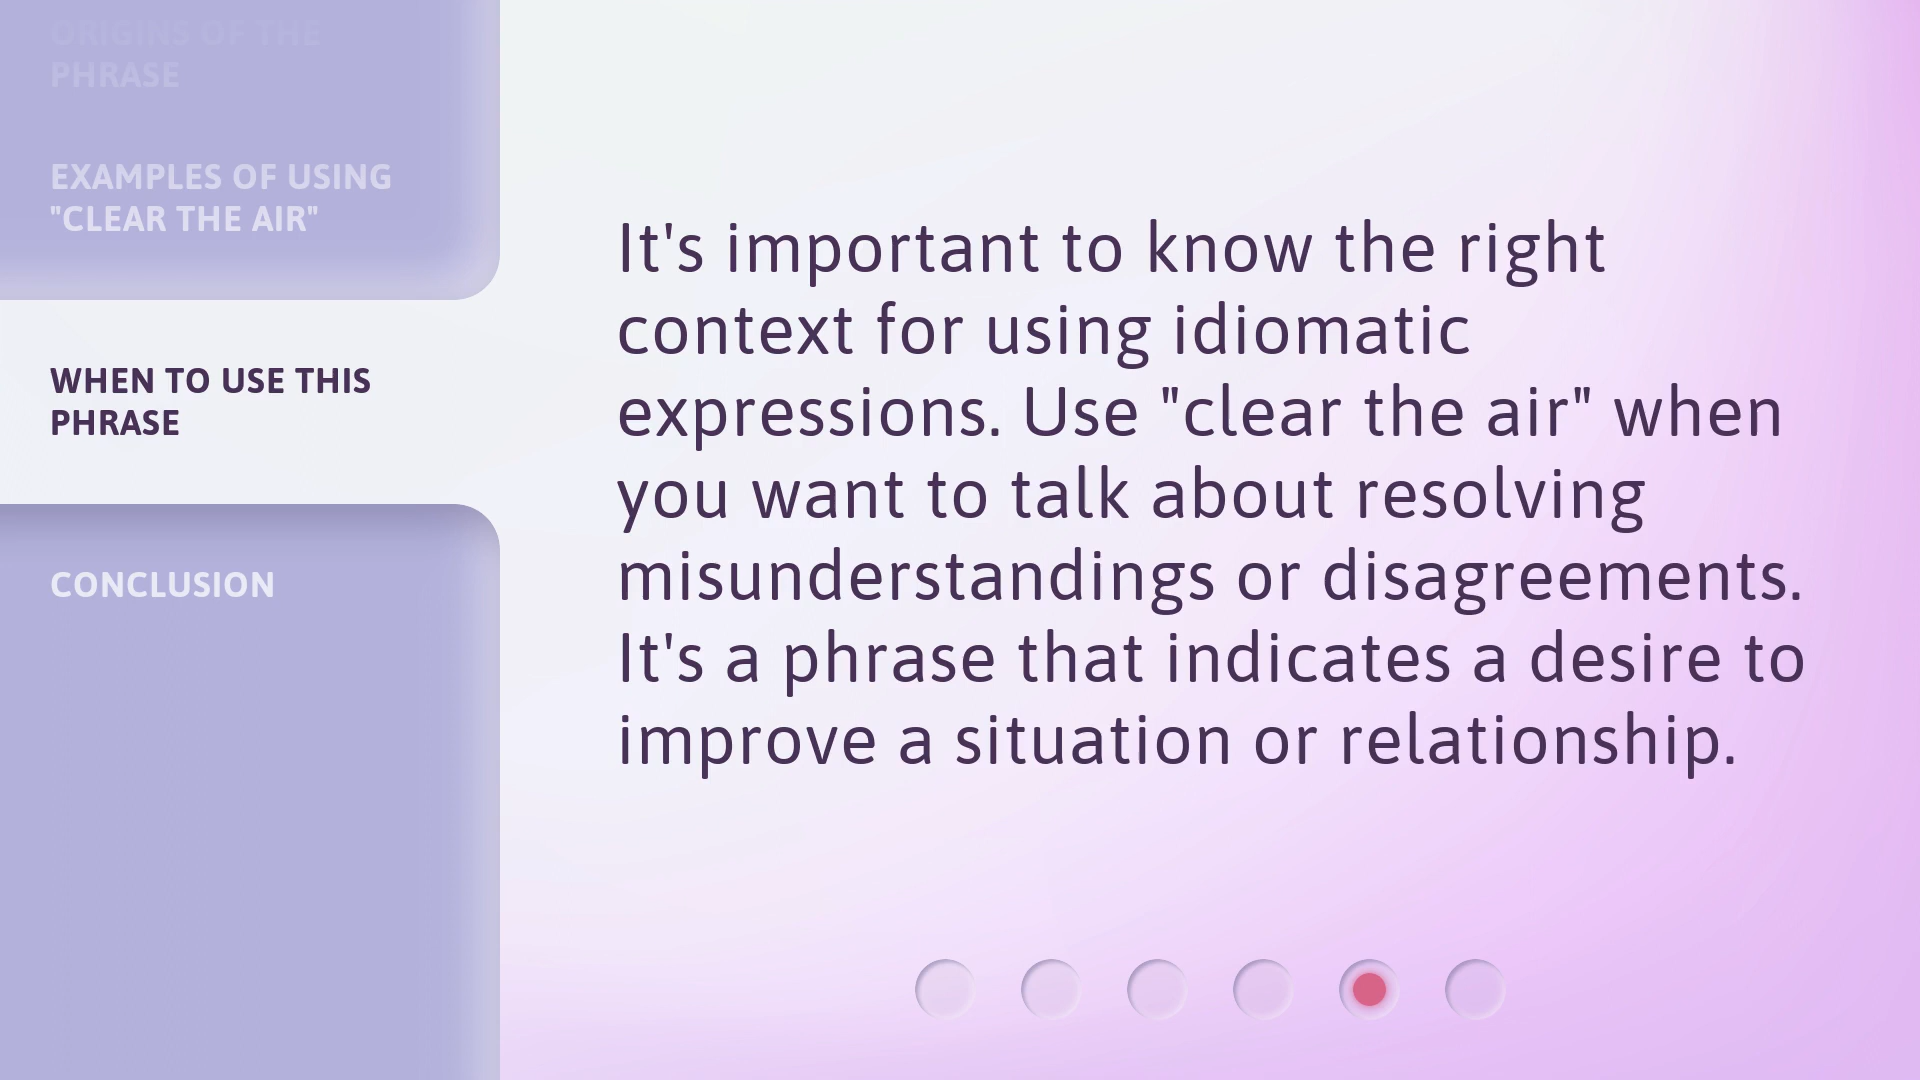 ORIGINS OF THE
PHRASE
EXAMPLES OF USING
"CLEAR THE AIR"
WHEN TO USE THIS
PHRASE
CONCLUSION
It's important to know the right
context for using idiomatic
expressions. Use "clear the air" when
you want to talk about resolving
misunderstandings or disagreements.
It's a phrase that indicates a desire to
improve a situation or relationship.